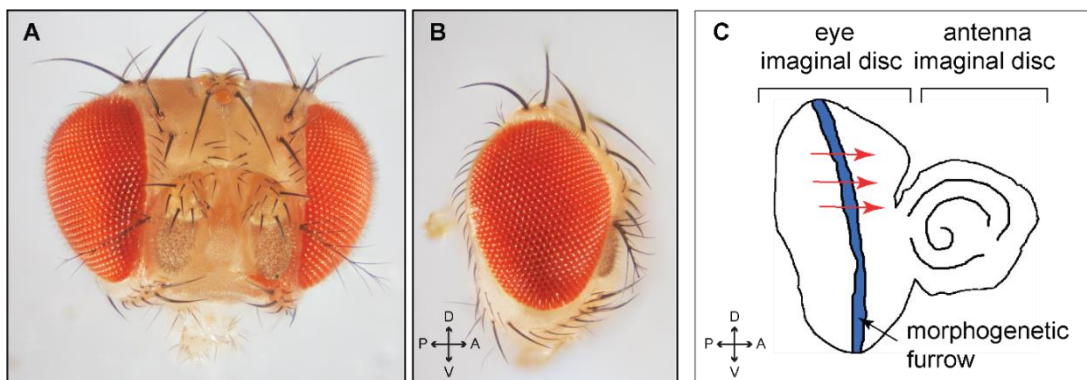 A
B
D
P A
V
C
eye
imaginal disc
antenna
imaginal disc
morphogenetic
furrow
D
P A
V